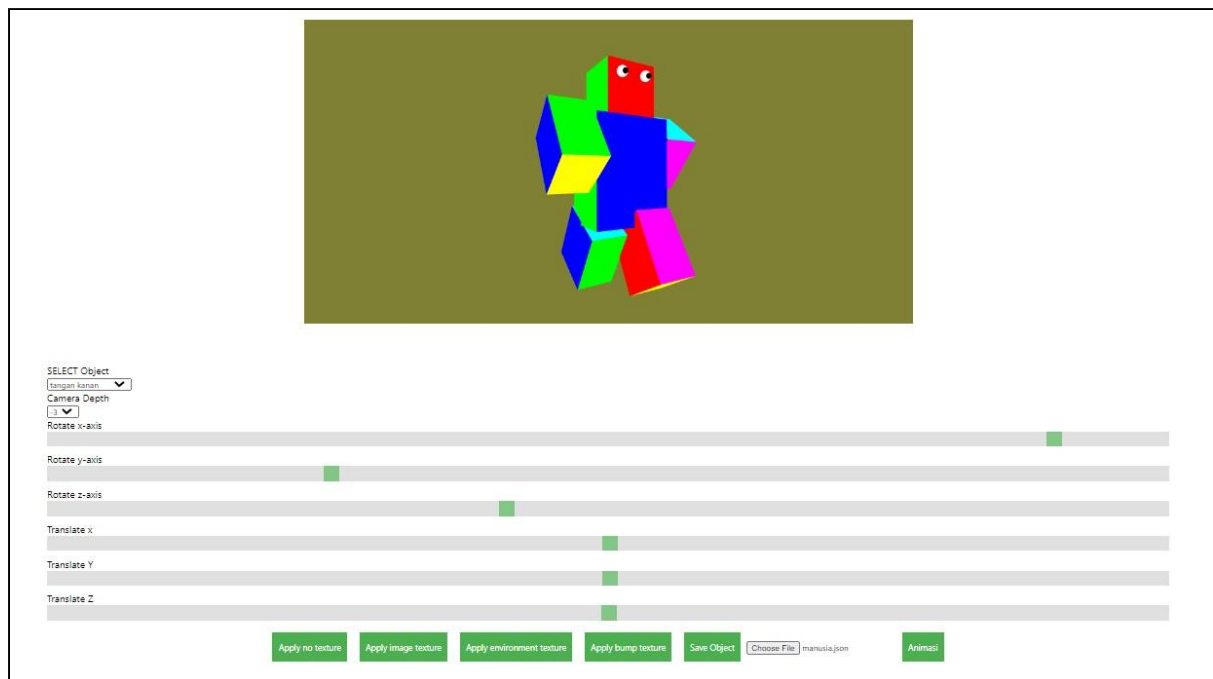 SELECT Object
tangan kanan
Camera Depth
-3
Rotate x-axis
Rotate y-axis
Rotate z-axis
Translate x
Translate Y
Translate Z
Apply no texture Apply image texture Apply environment texture Apply bump texture Save Object Choose File manusia.json Animasi